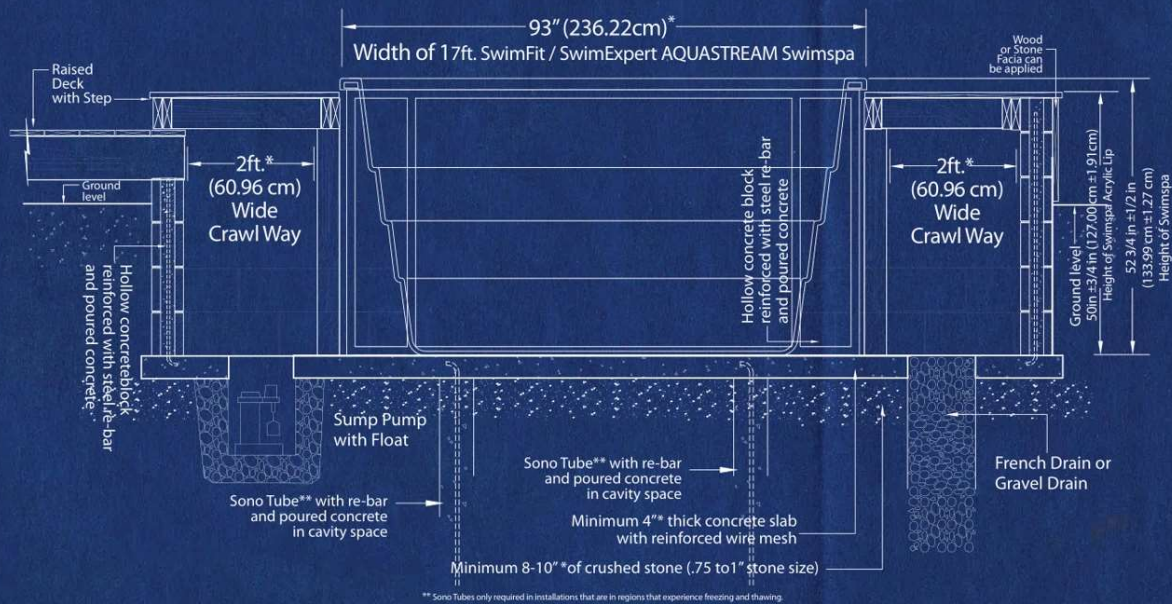 93” (236.22cm)*
Width of 17ft. SwimFit / SwimExpert AQUASTREAM Swimspa
Wood
or Stone
Facia can
be applied
Raised
Deck
with Step
Ground
level
2ft.*
(60.96 cm)
Wide
Crawl Way
2ft.*
(60.96 cm)
Wide
Crawl Way
Hollow concrete block
reinforced with steel re-bar
and poured concrete
Ground level
50in ±3/4 in (127.00 cm ±1.91cm)
Height of Swimspa Acrylic Lip
52 3/4 in ±1/2 in
(133.99 cm ±1.27 cm)
Height of Swimspa
Hollow concreteblock
reinforced with steel.re-bar
and poured concrete
Sump Pump
with Float
Sono Tube** with re-bar
and poured concrete
in cavity space
Sono Tube** with re-bar
and poured concrete
in cavity space
French Drain or
Gravel Drain
Minimum 4”* thick concrete slab
with reinforced wire mesh
Minimum 8-10” *of crushed stone (.75 to1” stone size)
** Sono Tubes only required in installations that are in regions that experience freezing and thawing.